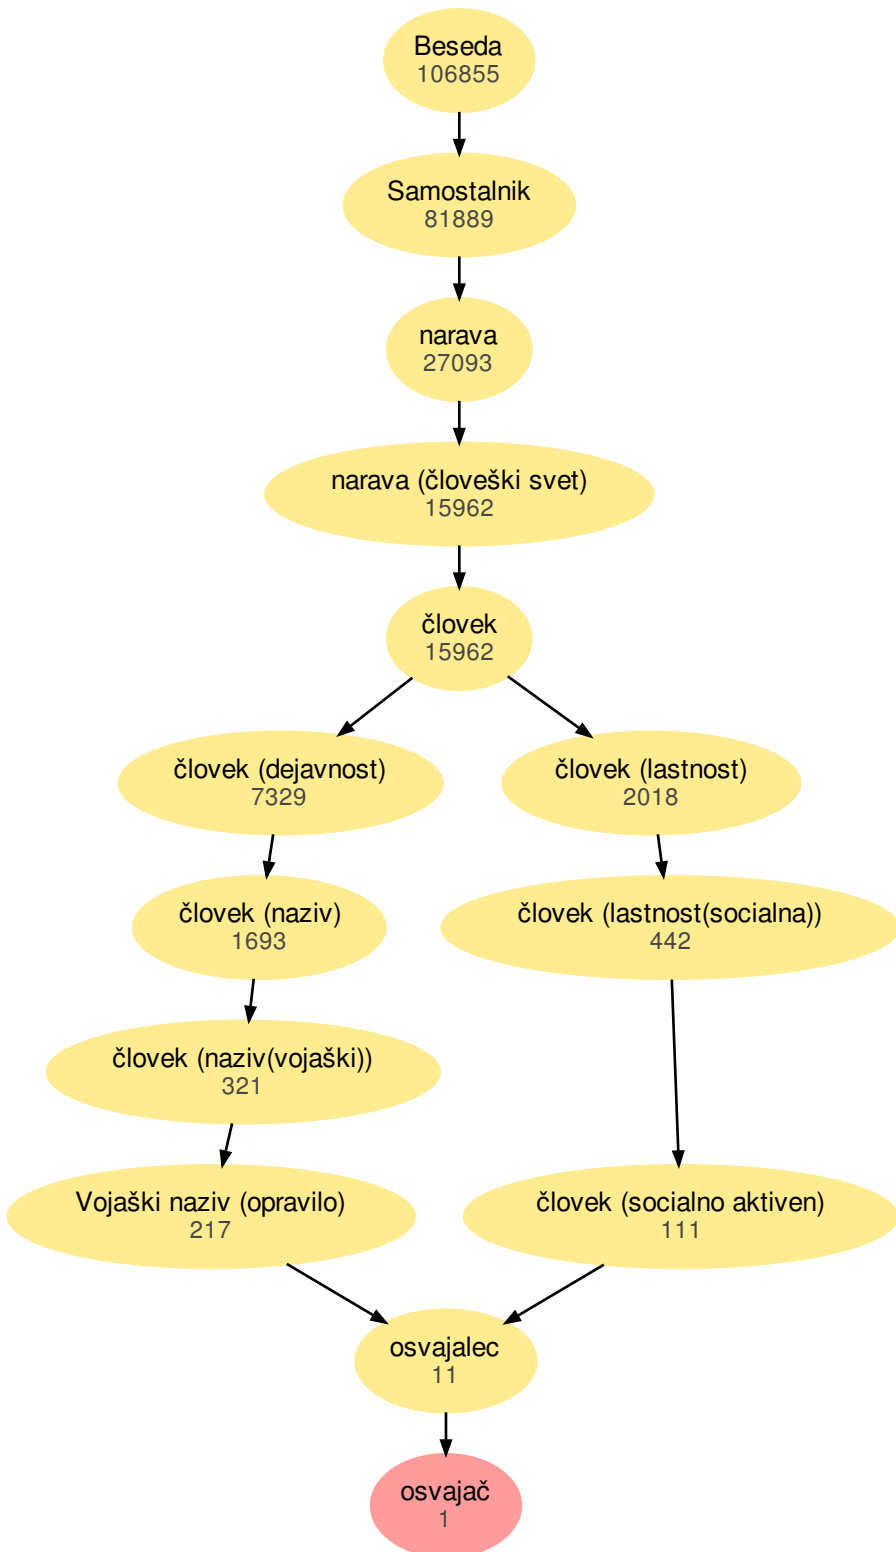 Beseda
106855
Samostalnik
81889
narava
27093
narava (človeški svet)
15962
človek
15962
človek (dejavnost)
7329
človek (lastnost)
2018
človek (naziv)
1693
človek (lastnost(socialna))
442
človek (naziv(vojaški))
321
Vojaški naziv (opravilo)
217
človek (socialno aktiven)
111
osvajalec
11
osvajač
1